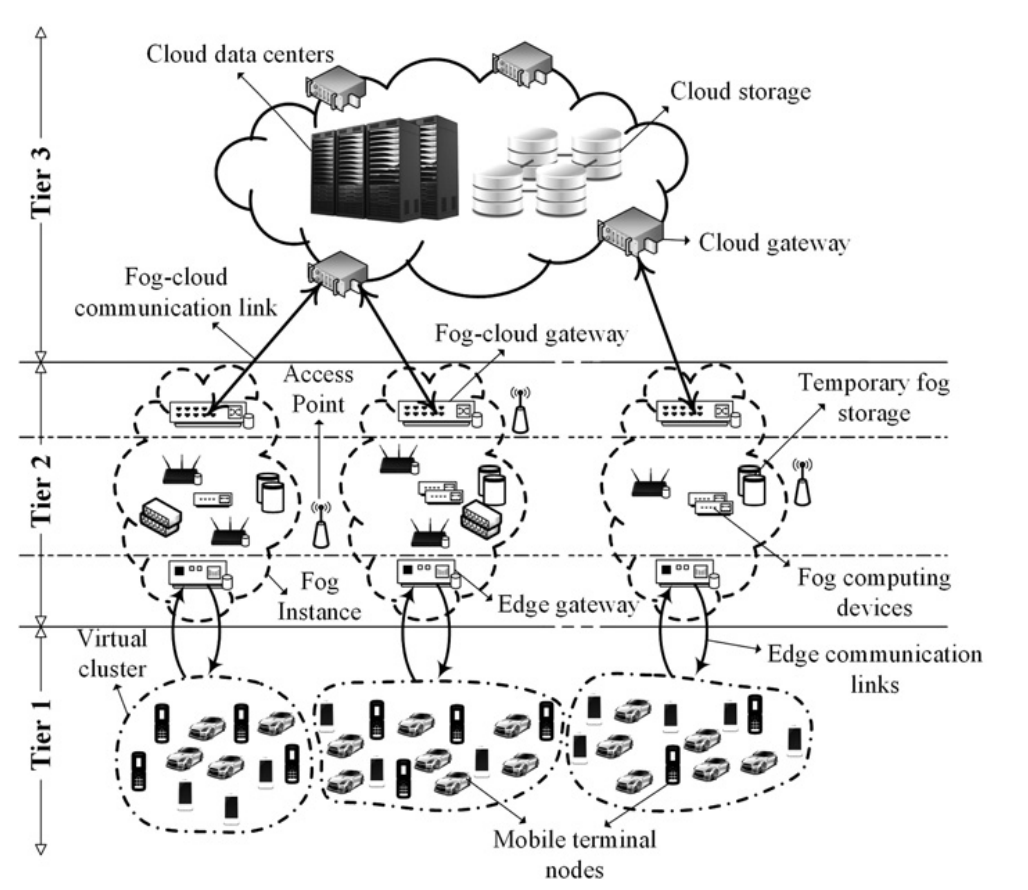 Tier 3
Cloud data centers
Cloud storage
Cloud gateway
Fog-cloud
communication link
Fog-cloud gateway
Tier 2
Access
Point
Temporary fog
storage
Fog
Instance
Edge gateway
Fog computing
devices
Tier 1
Virtual
cluster
Edge communication
links
Mobile terminal
nodes